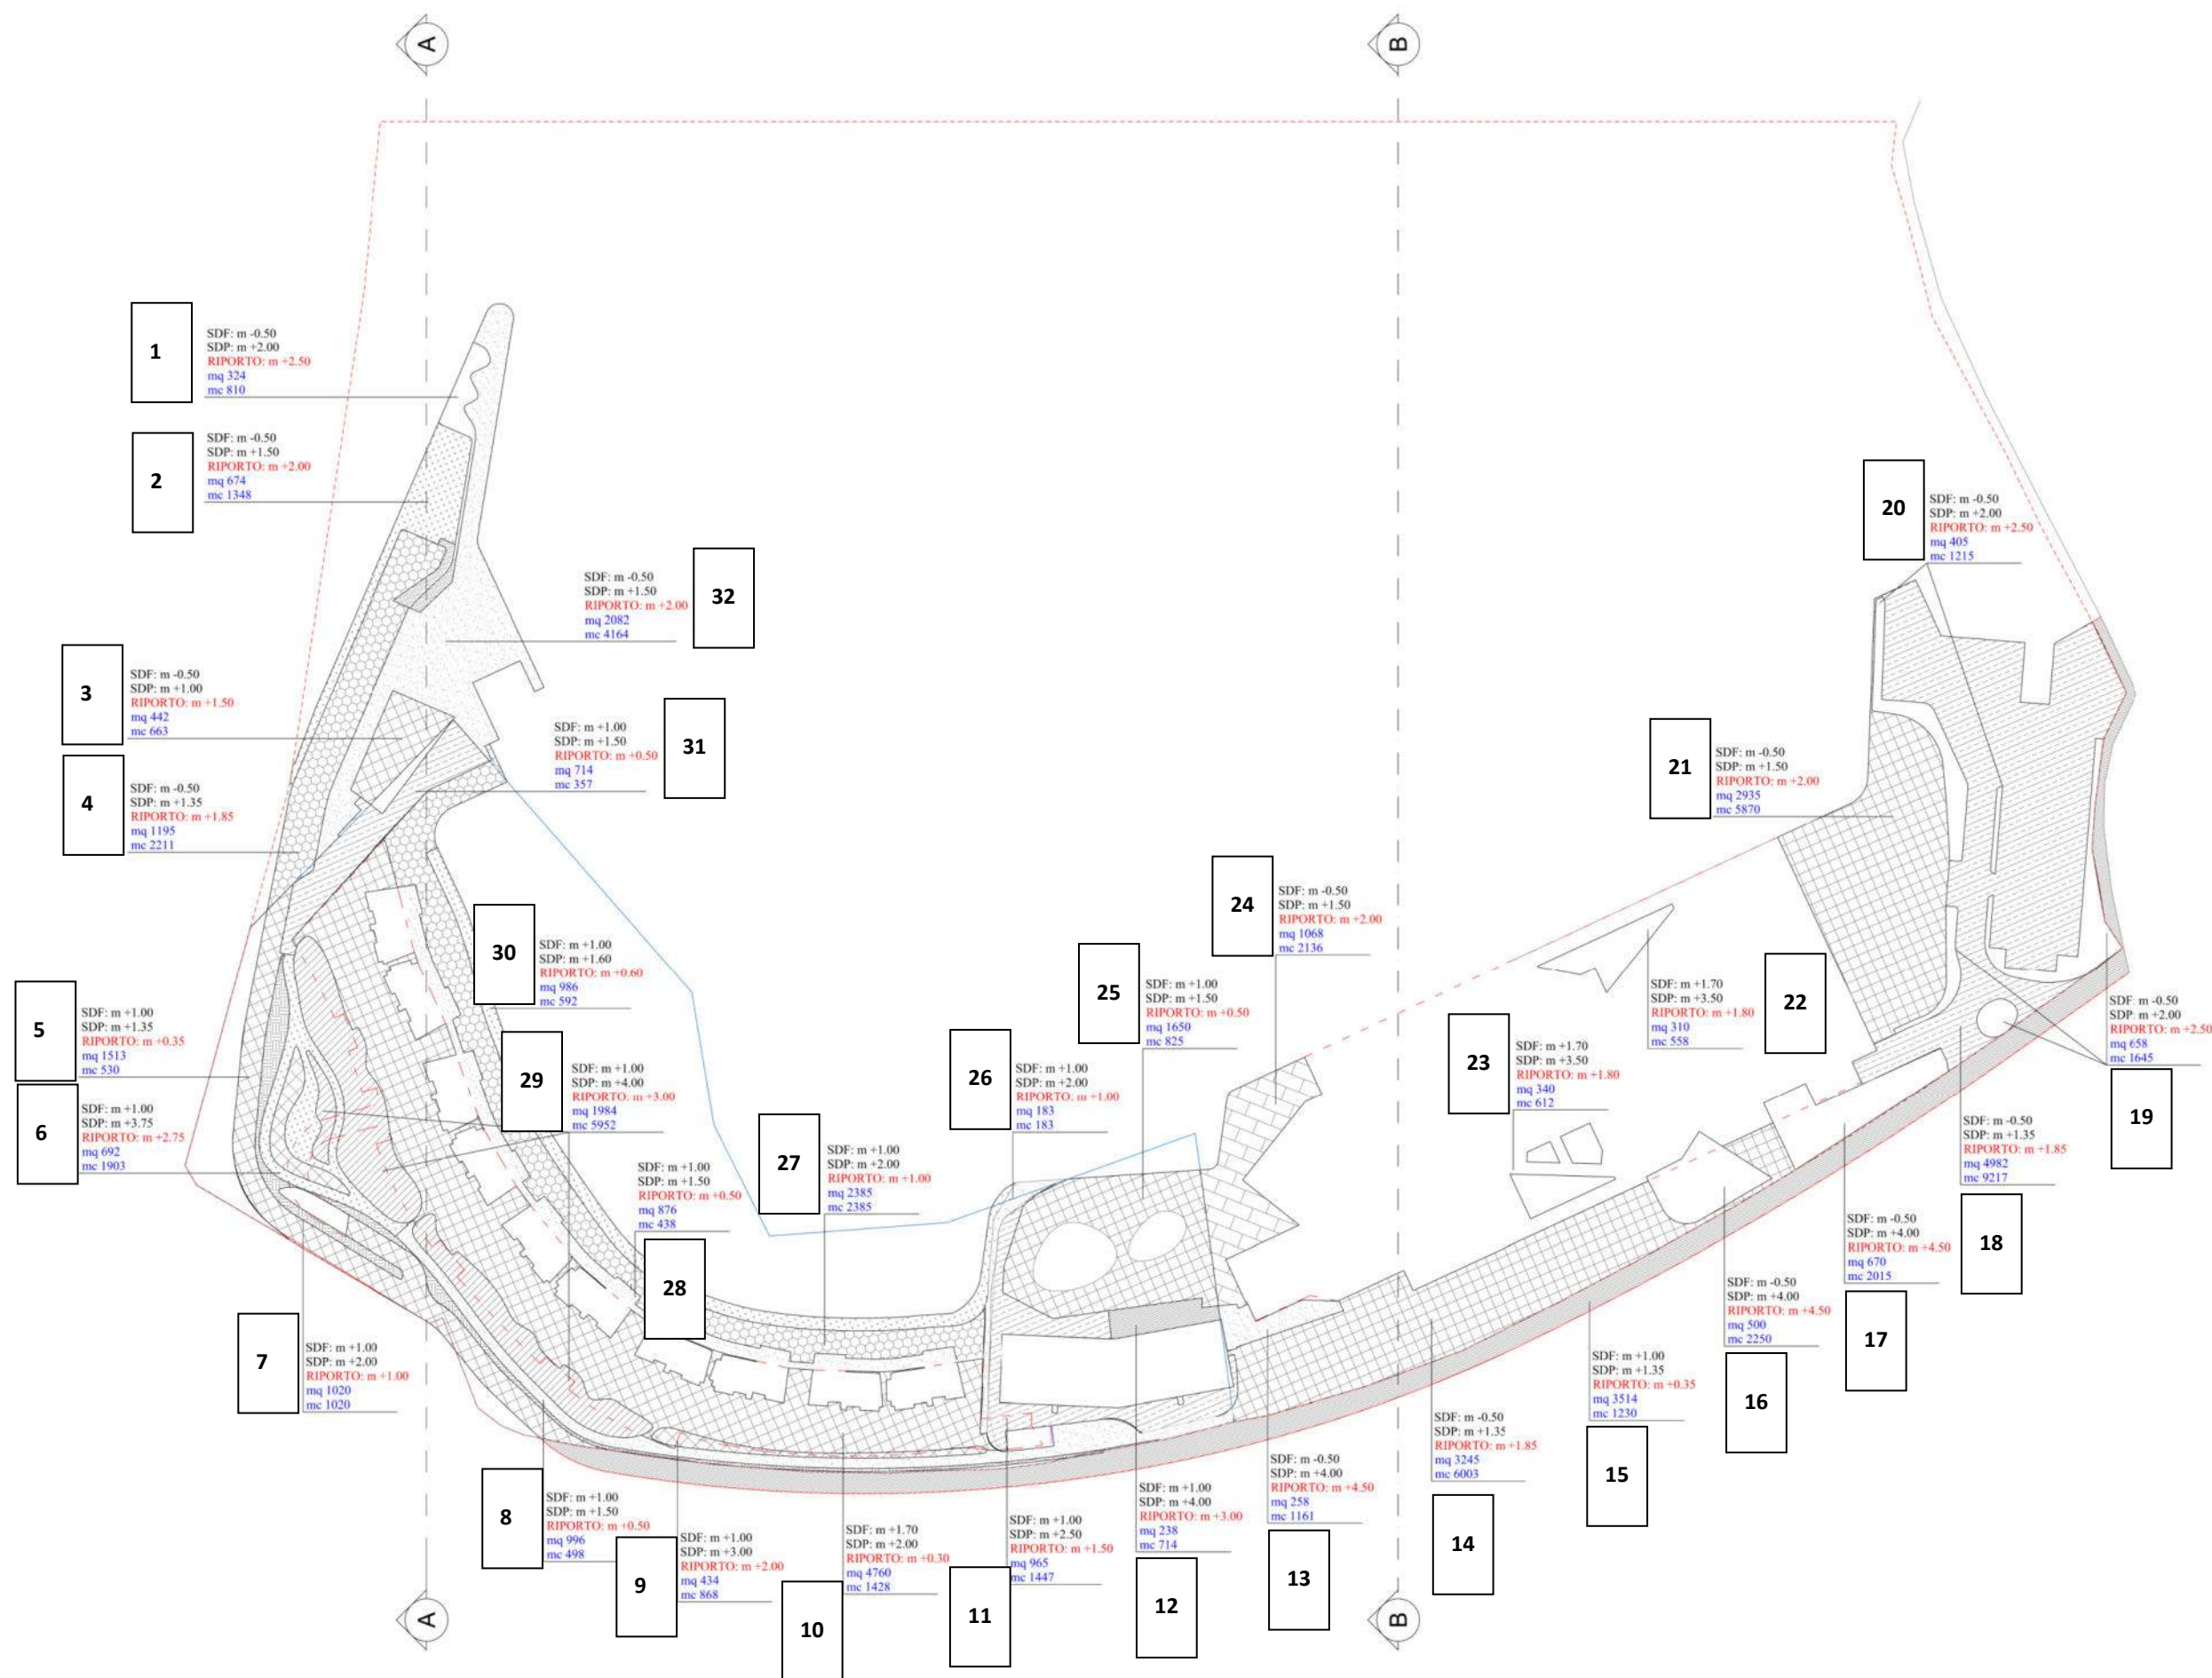 A
B
1
SDF: m -0.50
SDP: m +2.00
RIPORTO: m +2.50
mq 324
mc 810
2
SDF: m -0.50
SDP: m +1.50
RIPORTO: m +2.00
mq 674
mc 1348
3
SDF: m -0.50
SDP: m +1.00
RIPORTO: m +1.50
mq 442
mc 663
4
SDF: m -0.50
SDP: m +1.35
RIPORTO: m +1.85
mq 1195
mc 2211
5
SDF: m +1.00
SDP: m +1.35
RIPORTO: m +0.35
mq 1513
mc 530
6
SDF: m +1.00
SDP: m +3.75
RIPORTO: m +2.75
mq 692
mc 1903
7
SDF: m +1.00
SDP: m +2.00
RIPORTO: m +1.00
mq 1020
mc 1020
8
SDF: m +1.00
SDP: m +1.50
RIPORTO: m +0.50
mq 996
mc 498
9
SDF: m +1.00
SDP: m +3.00
RIPORTO: m +2.00
mq 434
mc 868
10
SDF: m +1.70
SDP: m +2.00
RIPORTO: m +0.30
mq 4760
mc 1428
11
SDF: m +1.00
SDP: m +2.50
RIPORTO: m +1.50
mq 965
mc 1447
12
SDF: m +1.00
SDP: m +4.00
RIPORTO: m +3.00
mq 238
mc 714
13
SDF: m -0.50
SDP: m +4.00
RIPORTO: m +4.50
mq 258
mc 1161
14
SDF: m -0.50
SDP: m +1.35
RIPORTO: m +1.85
mq 3245
mc 6003
15
SDF: m +1.00
SDP: m +1.35
RIPORTO: m +0.35
mq 3514
mc 1230
16
SDF: m -0.50
SDP: m +4.00
RIPORTO: m +4.50
mq 500
mc 2250
17
SDF: m -0.50
SDP: m +4.00
RIPORTO: m +4.50
mq 670
mc 2015
18
SDF: m -0.50
SDP: m +1.35
RIPORTO: m +1.85
mq 4982
mc 9217
19
SDF: m -0.50
SDP: m +2.00
RIPORTO: m +2.50
mq 658
mc 1645
20
SDF: m -0.50
SDP: m +2.00
RIPORTO: m +2.50
mq 405
mc 1215
21
SDF: m -0.50
SDP: m +1.50
RIPORTO: m +2.00
mq 2935
mc 5870
22
SDF: m +1.70
SDP: m +3.50
RIPORTO: m +1.80
mq 310
mc 558
23
SDF: m +1.70
SDP: m +3.50
RIPORTO: m +1.80
mq 340
mc 612
24
SDF: m -0.50
SDP: m +1.50
RIPORTO: m +2.00
mq 1068
mc 2136
25
SDF: m +1.00
SDP: m +1.50
RIPORTO: m +0.50
mq 1650
mc 825
26
SDF: m +1.00
SDP: m +2.00
RIPORTO: m +1.00
mq 183
mc 183
27
SDF: m +1.00
SDP: m +2.00
RIPORTO: m +1.00
mq 2385
mc 2385
28
SDF: m +1.00
SDP: m +1.50
RIPORTO: m +0.50
mq 876
mc 438
29
SDF: m +1.00
SDP: m +4.00
RIPORTO: m +3.00
mq 1984
mc 5952
30
SDF: m +1.00
SDP: m +1.60
RIPORTO: m +0.60
mq 986
mc 592
31
SDF: m +1.00
SDP: m +1.50
RIPORTO: m +0.50
mq 714
mc 357
32
SDF: m -0.50
SDP: m +1.50
RIPORTO: m +2.00
mq 2082
mc 4164
A
B